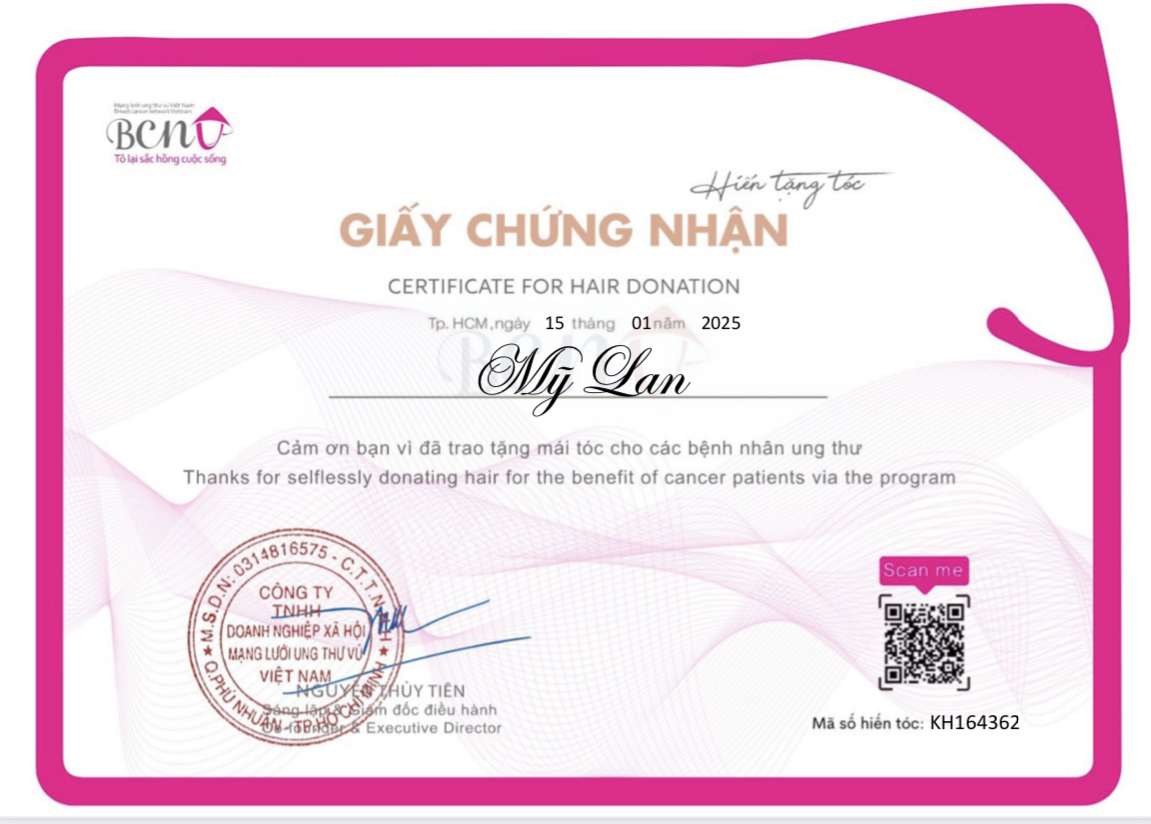 Mạng lưới ung thư vú Việt Nam
Breast cancer network Vietnam
BCNV
Tô lại sắc hồng cuộc sống
Hiến tặng tóc
GIẤY CHỨNG NHẬN
CERTIFICATE FOR HAIR DONATION
Tp. HCM,ngày 15 tháng 01 năm 2025
Mỹ Lan
Cảm ơn bạn vì đã trao tặng mái tóc cho các bệnh nhân ung thư
Thanks for selflessly donating hair for the benefit of cancer patients via the program
M.S.D.N: 0314816575 - C.T.T.N.H.H
CÔNG TY
TNHH
DOANH NGHIỆP XÃ HỘI
MẠNG LƯỚI UNG THƯ VÚ
VIỆT NAM
Q.PHÚ NHUẬN - TP.HỒ CHÍ MINH
NGUYỄN THỦY TIÊN
Sáng lập & Giám đốc điều hành
Co-founder & Executive Director
Scan me
Mã số hiến tóc: KH164362